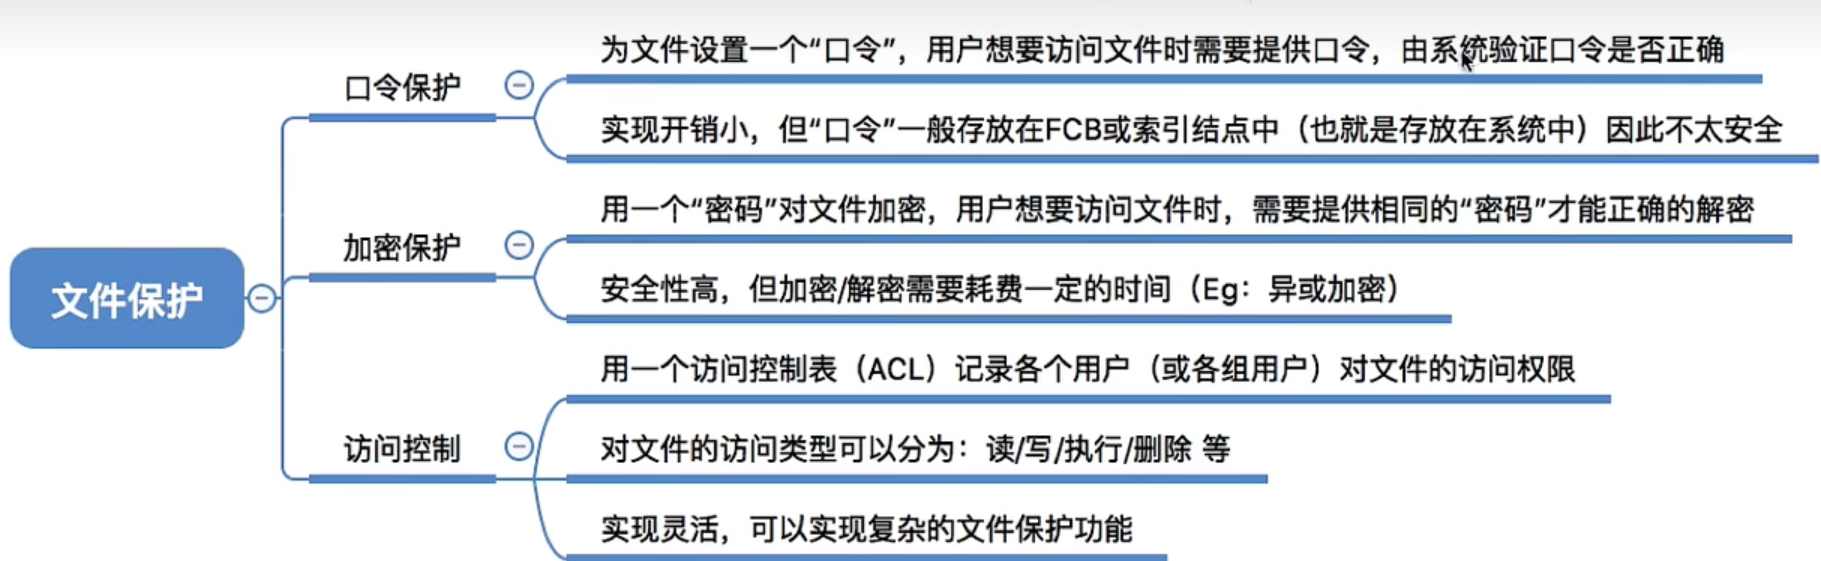 文件保护
口令保护
为文件设置一个“口令”，用户想要访问文件时需要提供口令，由系统验证口令是否正确
实现开销小，但“口令”一般存放在FCB或索引结点中（也就是存放在系统中）因此不太安全
加密保护
用一个“密码”对文件加密，用户想要访问文件时，需要提供相同的“密码”才能正确的解密
安全性高，但加密/解密需要耗费一定的时间（Eg：异或加密）
访问控制
用一个访问控制表（ACL）记录各个用户（或各组用户）对文件的访问权限
对文件的访问类型可以分为：读/写/执行/删除 等
实现灵活，可以实现复杂的文件保护功能